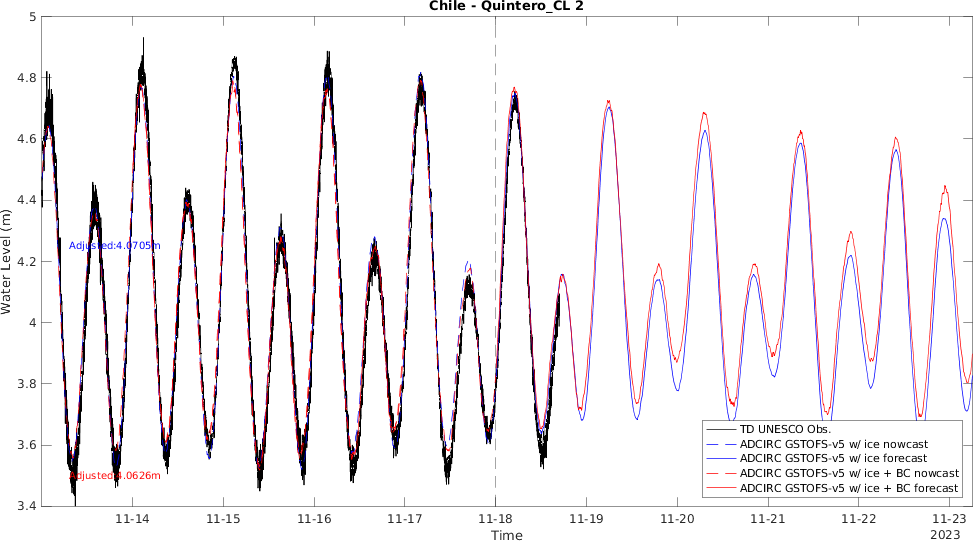 Chile - Quintero_CL 2
5
4.8
4.6
4.4
4.2
4
3.8
3.6
3.4
Water Level (m)
Adjusted:4.0705m
Adjusted:4.0626m
TD UNESCO Obs.
ADCIRC GSTOFS-v5 w/ ice nowcast
ADCIRC GSTOFS-v5 w/ ice forecast
ADCIRC GSTOFS-v5 w/ ice + BC nowcast
ADCIRC GSTOFS-v5 w/ ice + BC forecast
11-14 11-15 11-16 11-17 11-18 11-19 11-20 11-21 11-22 11-23
2023
Time